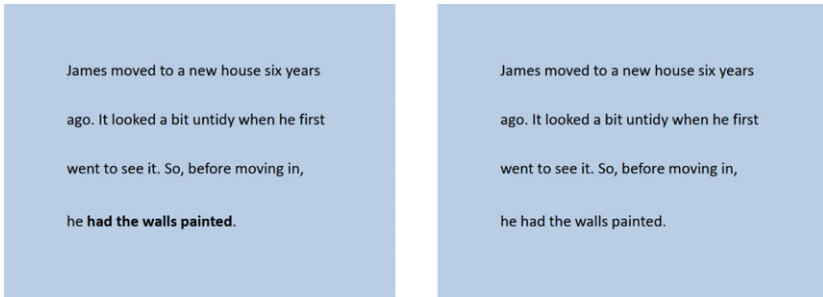 James moved to a new house six years
ago. It looked a bit untidy when he first
went to see it. So, before moving in,
he had the walls painted.
James moved to a new house six years
ago. It looked a bit untidy when he first
went to see it. So, before moving in,
he had the walls painted.